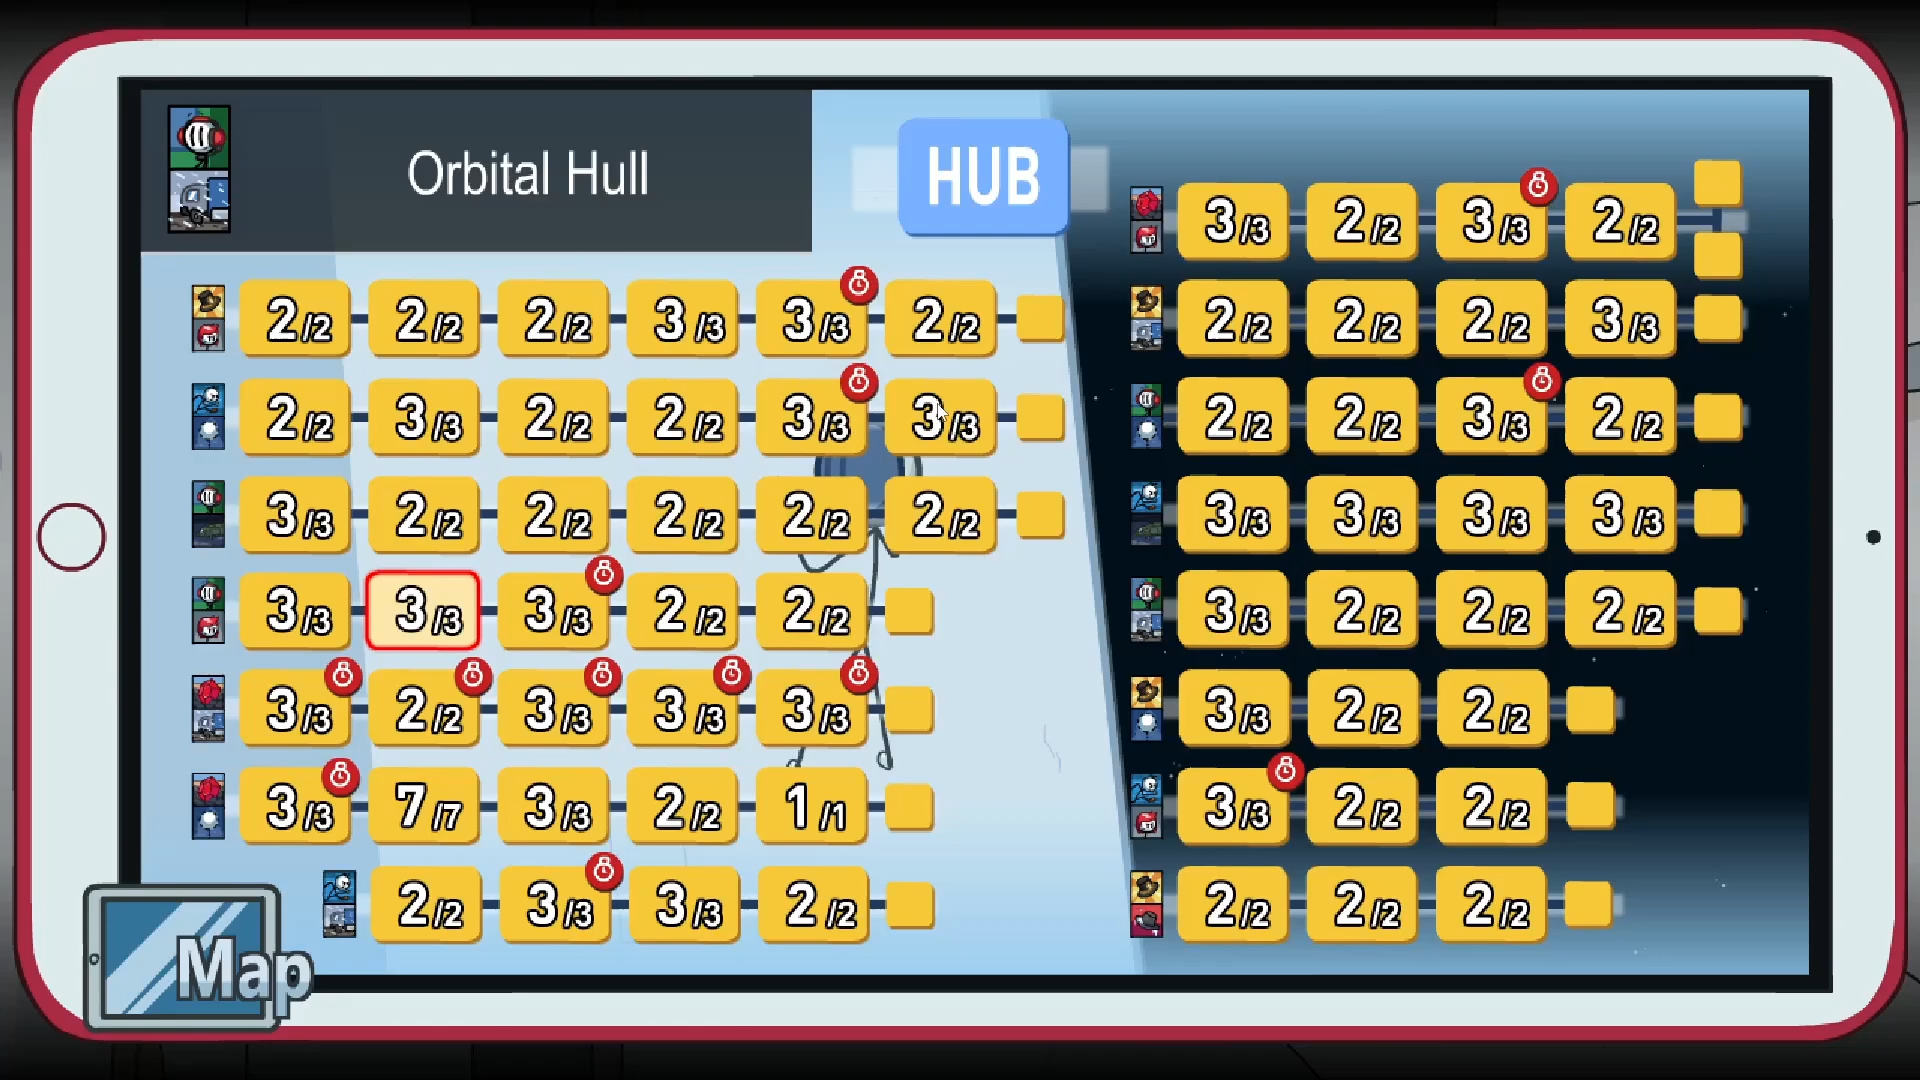 Orbital Hull
HUB
2/2 2/2 2/2 3/3 3/3 2/2
2/2 3/3 2/2 2/2 3/3 3/3
3/3 2/2 2/2 2/2 2/2 2/2
3/3 3/3 3/3 2/2 2/2
3/3 2/2 3/3 3/3 3/3
3/3 7/7 3/3 2/2 1/1
2/2 3/3 3/3 2/2
3/3 2/2 3/3 2/2
2/2 2/2 2/2 3/3
2/2 2/2 3/3 2/2
3/3 3/3 3/3 3/3
3/3 2/2 2/2 2/2
3/3 2/2 2/2
3/3 2/2 2/2
2/2 2/2 2/2
Map